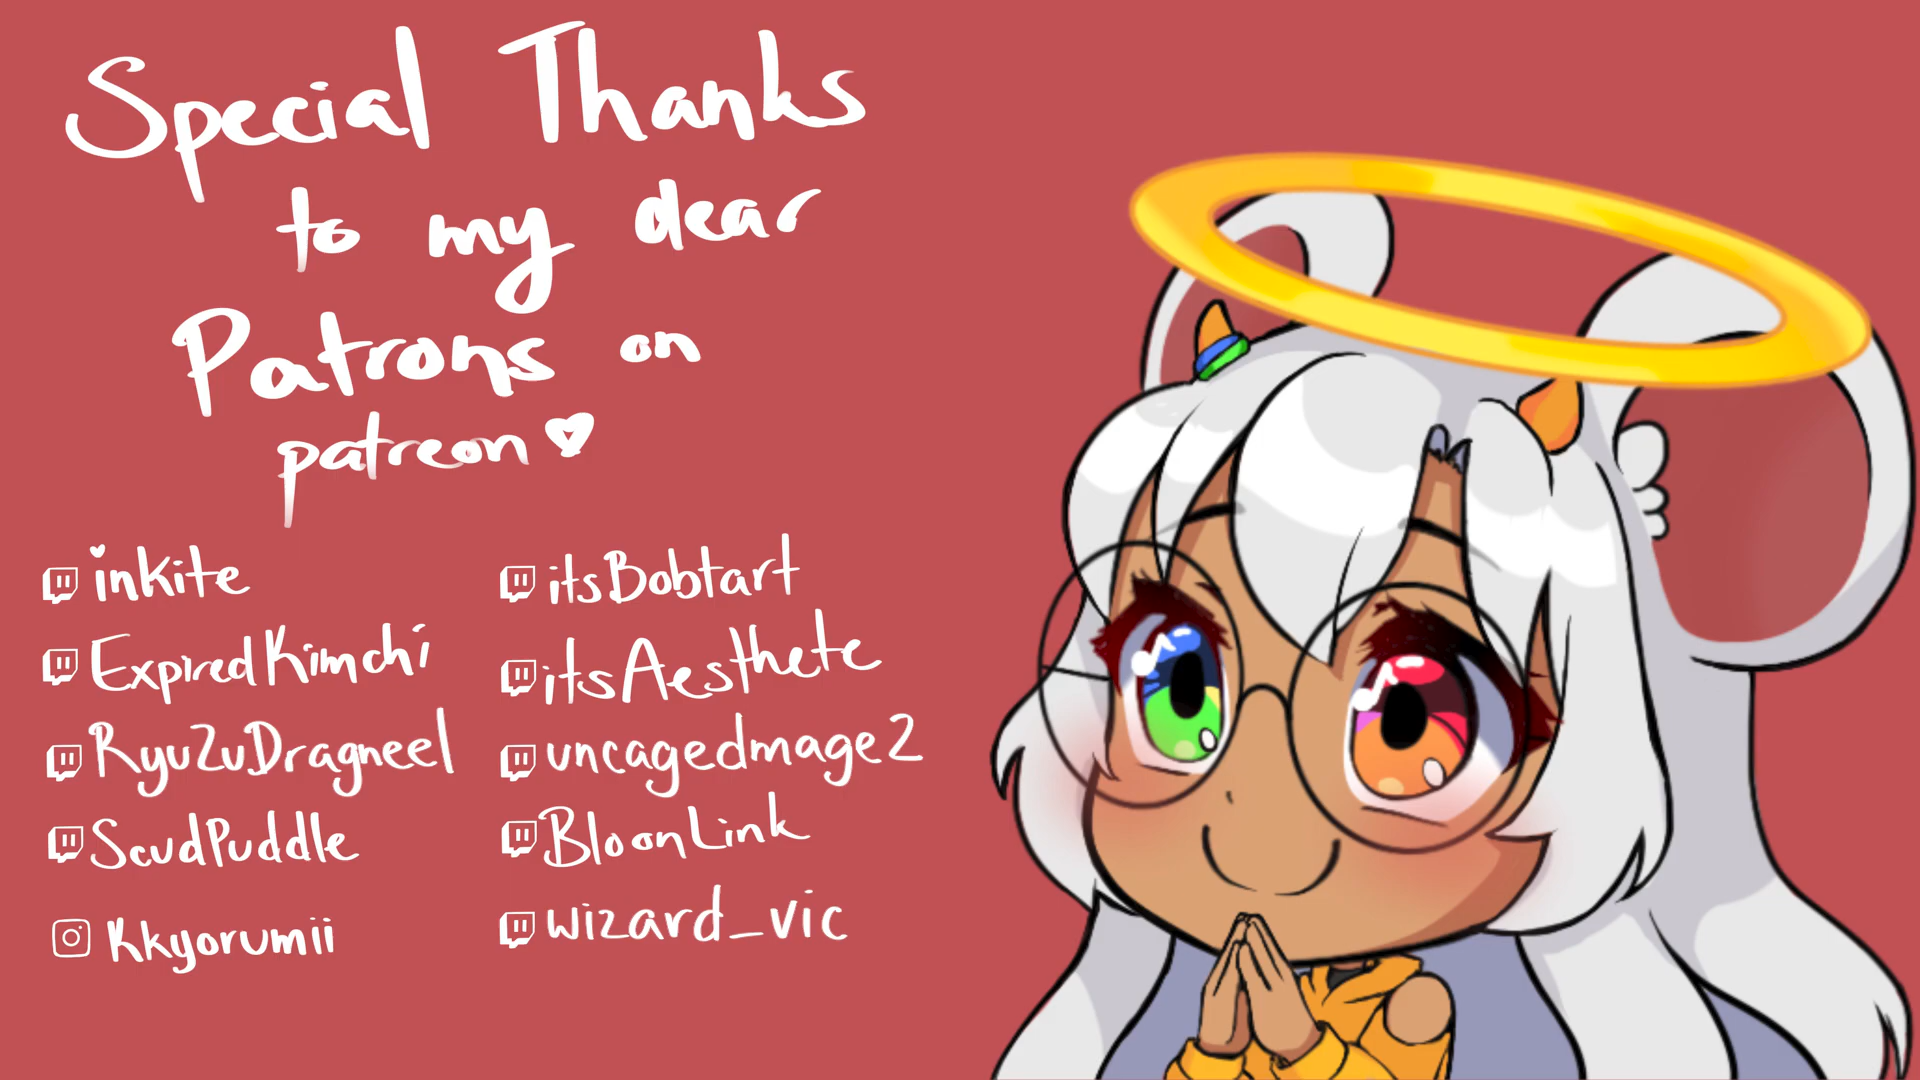 Special Thanks
to my dear
Patrons on
patreon
inkite
ExpiredKimchi
RyuZuDragneel
ScudPuddle
Kkyorumii
itsBobtart
itsAesthete
uncagedmage2
BloonLink
wizard_vic